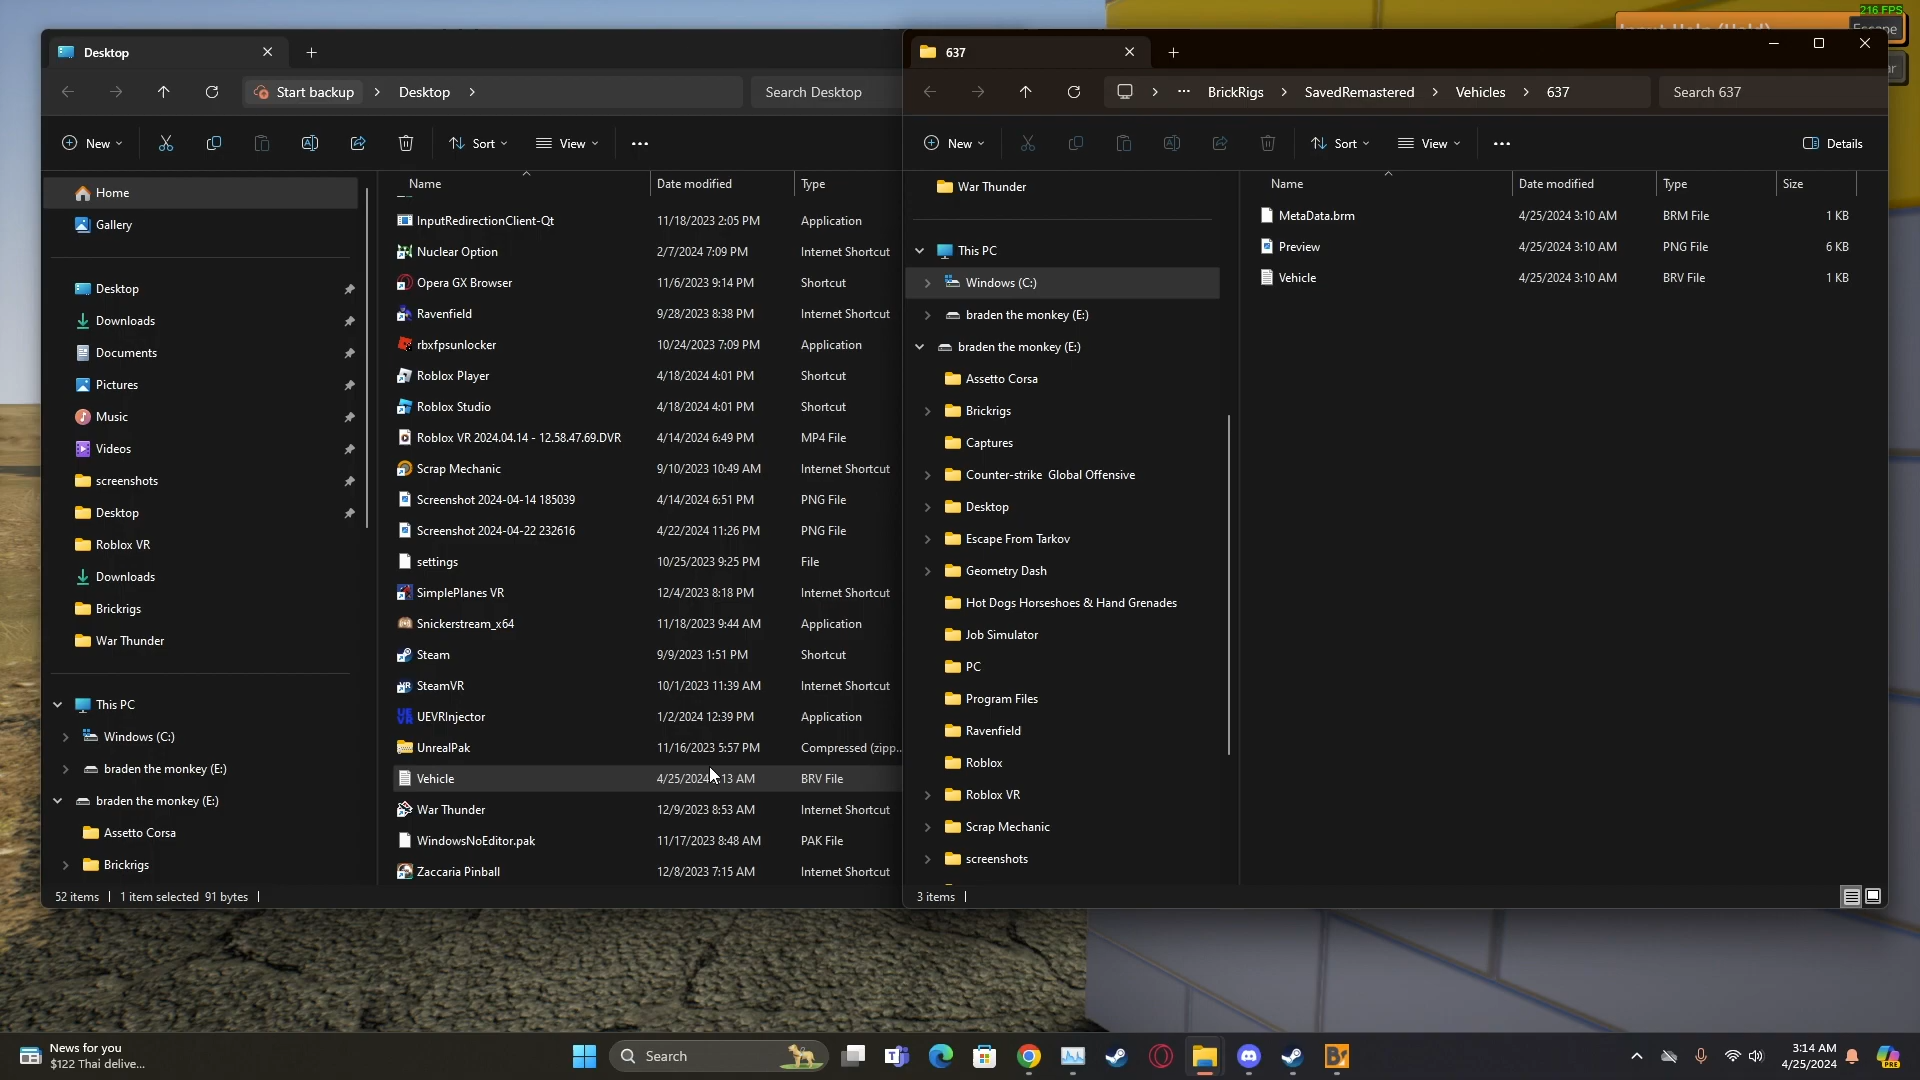 216 FPS
Input Help (Hold)
Escape
Desktop
637
Start backup
Desktop
Search Desktop
BrickRigs
SavedRemastered
Vehicles
637
Search 637
New
Sort
View
New
Sort
View
Details
Home
Gallery
Desktop
Downloads
Documents
Pictures
Music
Videos
screenshots
Desktop
Roblox VR
Downloads
Brickrigs
War Thunder
This PC
Windows (C:)
braden the monkey (E:)
braden the monkey (E:)
Assetto Corsa
Brickrigs
Name Date modified Type
InputRedirectionClient-Qt 11/18/2023 2:05 PM Application
Nuclear Option 2/7/2024 7:09 PM Internet Shortcut
Opera GX Browser 11/6/2023 9:14 PM Shortcut
Ravenfield 9/28/2023 8:38 PM Internet Shortcut
rbxfpsunlocker 10/24/2023 7:09 PM Application
Roblox Player 4/18/2024 4:01 PM Shortcut
Roblox Studio 4/18/2024 4:01 PM Shortcut
Roblox VR 2024.04.14 - 12.58.47.69.DVR 4/14/2024 6:49 PM MP4 File
Scrap Mechanic 9/10/2023 10:49 AM Internet Shortcut
Screenshot 2024-04-14 185039 4/14/2024 6:51 PM PNG File
Screenshot 2024-04-22 232616 4/22/2024 11:26 PM PNG File
settings 10/25/2023 9:25 PM File
SimplePlanes VR 12/4/2023 8:18 PM Internet Shortcut
Snickerstream_x64 11/18/2023 9:44 AM Application
Steam 9/9/2023 1:51 PM Shortcut
SteamVR 10/1/2023 11:39 AM Internet Shortcut
UEVRInjector 1/2/2024 12:39 PM Application
UnrealPak 11/16/2023 5:57 PM Compressed (zipp...
Vehicle 4/25/2024 :13 AM BRV File
War Thunder 12/9/2023 8:53 AM Internet Shortcut
WindowsNoEditor.pak 11/17/2023 8:48 AM PAK File
Zaccaria Pinball 12/8/2023 7:15 AM Internet Shortcut
52 items 1 item selected 91 bytes
War Thunder
This PC
Windows (C:)
braden the monkey (E:)
braden the monkey (E:)
Assetto Corsa
Brickrigs
Captures
Counter-strike Global Offensive
Desktop
Escape From Tarkov
Geometry Dash
Hot Dogs Horseshoes & Hand Grenades
Job Simulator
PC
Program Files
Ravenfield
Roblox
Roblox VR
Scrap Mechanic
screenshots
Name Date modified Type Size
MetaData.brm 4/25/2024 3:10 AM BRM File 1 KB
Preview 4/25/2024 3:10 AM PNG File 6 KB
Vehicle 4/25/2024 3:10 AM BRV File 1 KB
3 items
News for you
$122 Thai delive...
Search
3:14 AM
4/25/2024